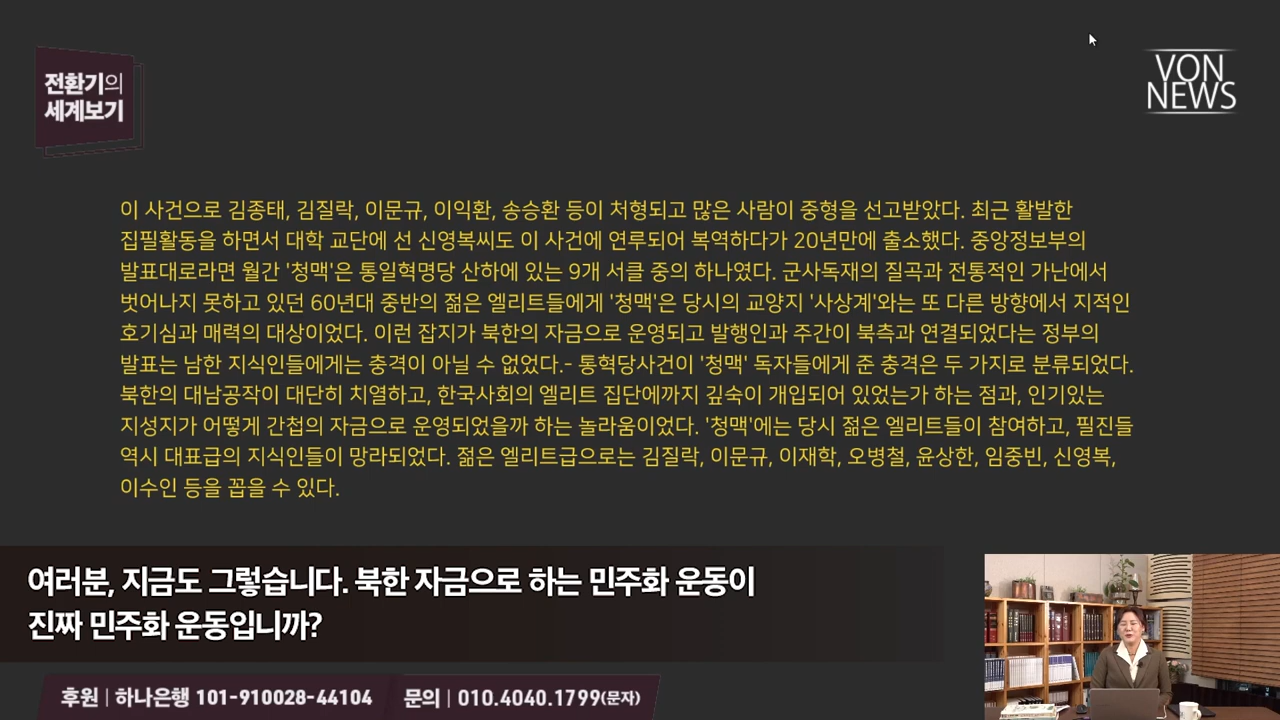 전환기의
세계보기
VON
NEWS
이 사건으로 김종태, 김질락, 이문규, 이익환, 송승환 등이 처형되고 많은 사람이 중형을 선고받았다. 최근 활발한
집필활동을 하면서 대학 교단에 선 신영복씨도 이 사건에 연루되어 복역하다가 20년만에 출소했다. 중앙정보부의
발표대로라면 월간 '청맥'은 통일혁명당 산하에 있는 9개 서클 중의 하나였다. 군사독재의 질곡과 전통적인 가난에서
벗어나지 못하고 있던 60년대 중반의 젊은 엘리트들에게 '청맥'은 당시의 교양지 '사상계'와는 또 다른 방향에서 지적인
호기심과 매력의 대상이었다. 이런 잡지가 북한의 자금으로 운영되고 발행인과 주간이 북측과 연결되었다는 정부의
발표는 남한 지식인들에게는 충격이 아닐 수 없었다.- 통혁당사건이 '청맥' 독자들에게 준 충격은 두 가지로 분류되었다.
북한의 대남공작이 대단히 치열하고, 한국사회의 엘리트 집단에까지 깊숙이 개입되어 있었는가 하는 점과, 인기있는
지성지가 어떻게 간첩의 자금으로 운영되었을까 하는 놀라움이었다. '청맥'에는 당시 젊은 엘리트들이 참여하고, 필진들
역시 대표급의 지식인들이 망라되었다. 젊은 엘리트급으로는 김질락, 이문규, 이재학, 오병철, 윤상한, 임중빈, 신영복,
이수인 등을 꼽을 수 있다.
여러분, 지금도 그렇습니다. 북한 자금으로 하는 민주화 운동이
진짜 민주화 운동입니까?
후원 | 하나은행 101-910028-44104 문의 | 010.4040.1799(문자)